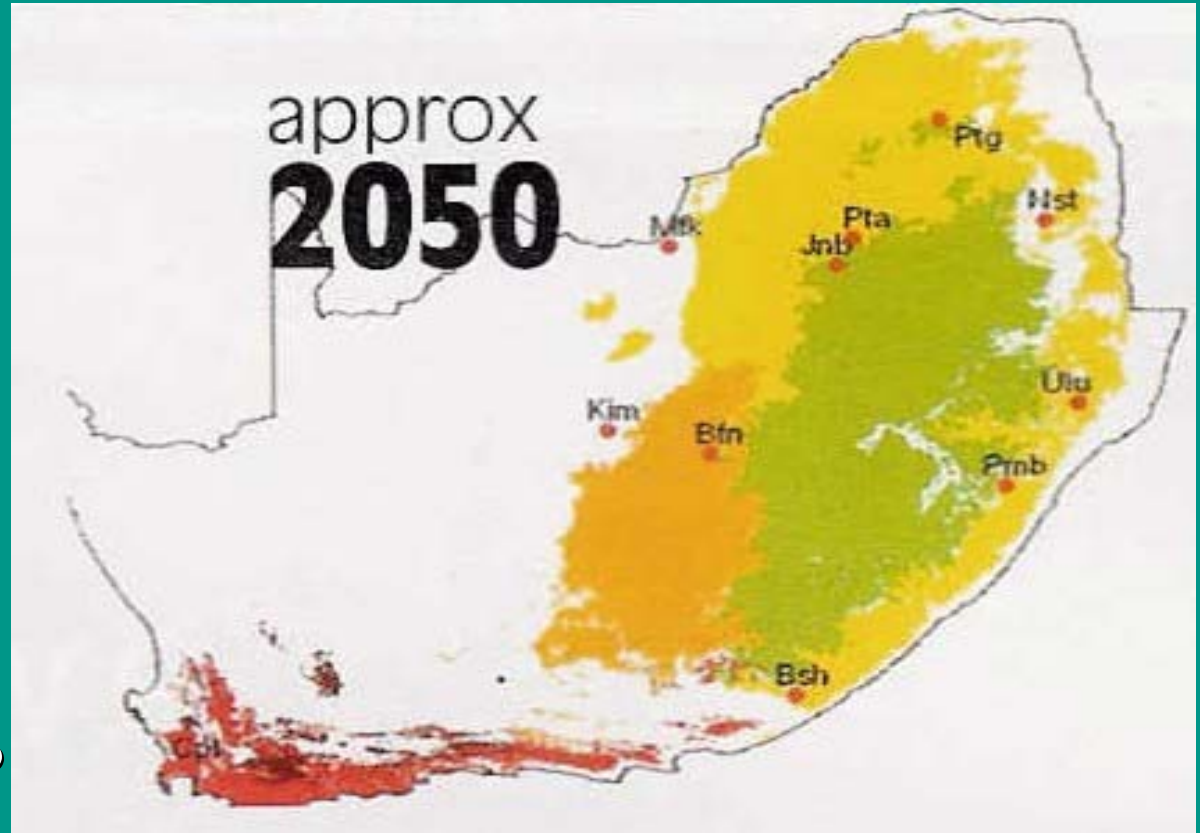 approx
2050
Ptg
Nst
Mfk
Pta
Jnb
Ulu
Kim
Bfn
Pmb
Bsh
Cpt